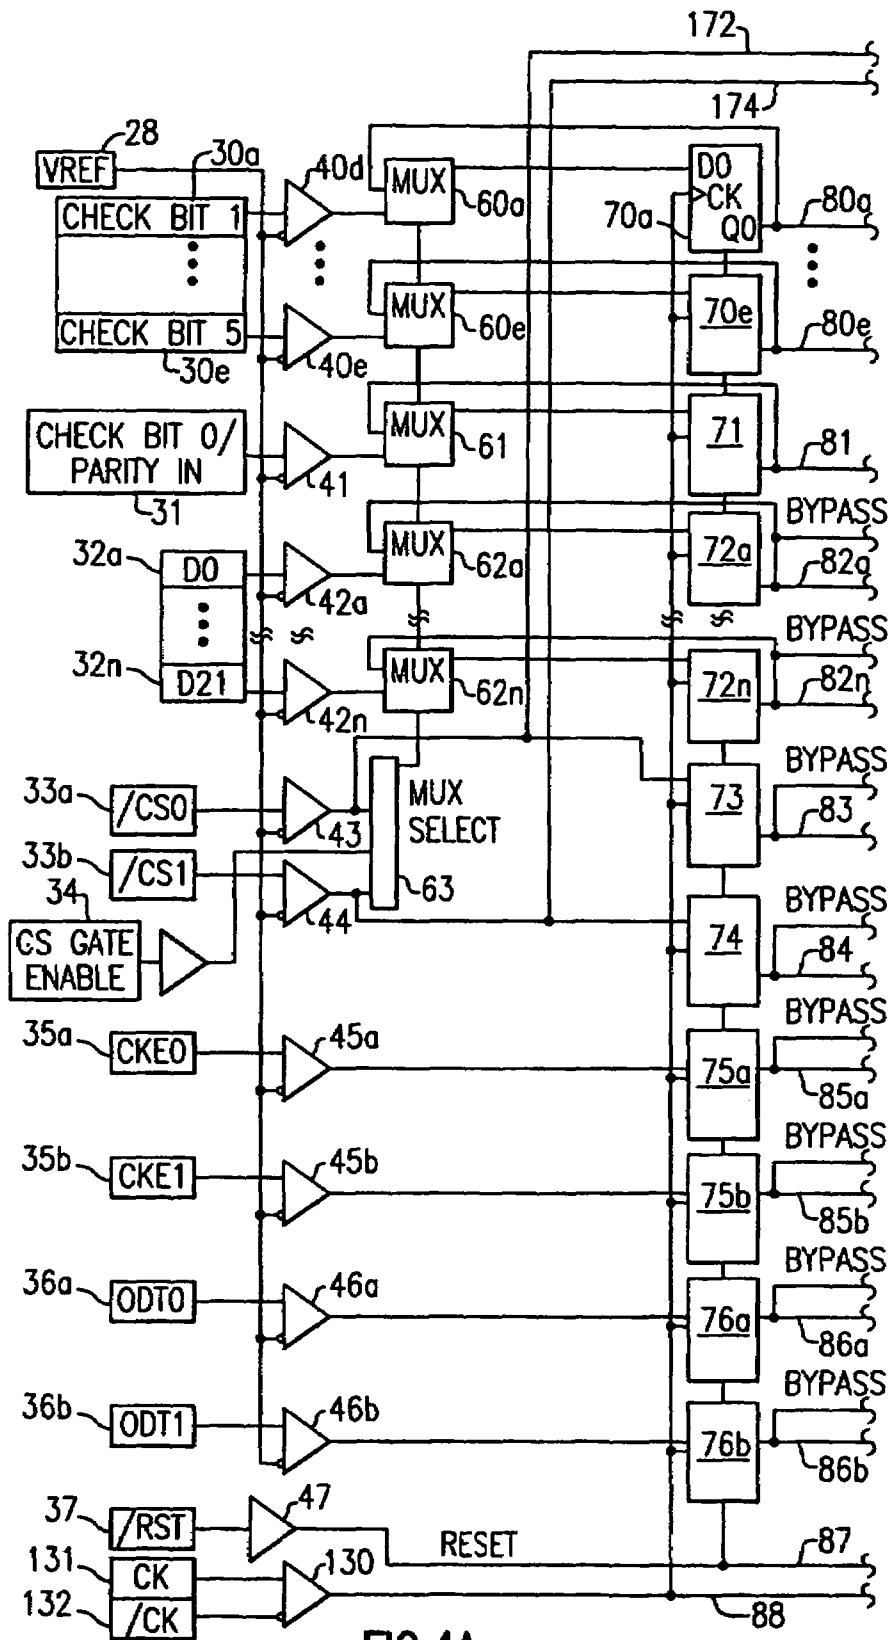 172
174
28
VREF
30a
40d
MUX
60a
D0
CK
Q0
70a
80a
CHECK BIT 1
CHECK BIT 5
30e
40e
MUX
60e
70e
80e
CHECK BIT 0/
PARITY IN
31
41
MUX
61
71
81
BYPASS
32a
D0
42a
MUX
62a
72a
82a
BYPASS
32n
D21
42n
MUX
62n
72n
82n
BYPASS
33a
/CS0
43
MUX
SELECT
73
83
33b
/CS1
44
63
BYPASS
34
CS GATE
ENABLE
74
84
BYPASS
35a
CKE0
45a
75a
85a
BYPASS
35b
CKE1
45b
75b
85b
BYPASS
36a
ODT0
46a
76a
86a
BYPASS
36b
ODT1
46b
76b
86b
37
/RST
47
RESET
87
131
CK
130
132
/CK
88
FIG.4A